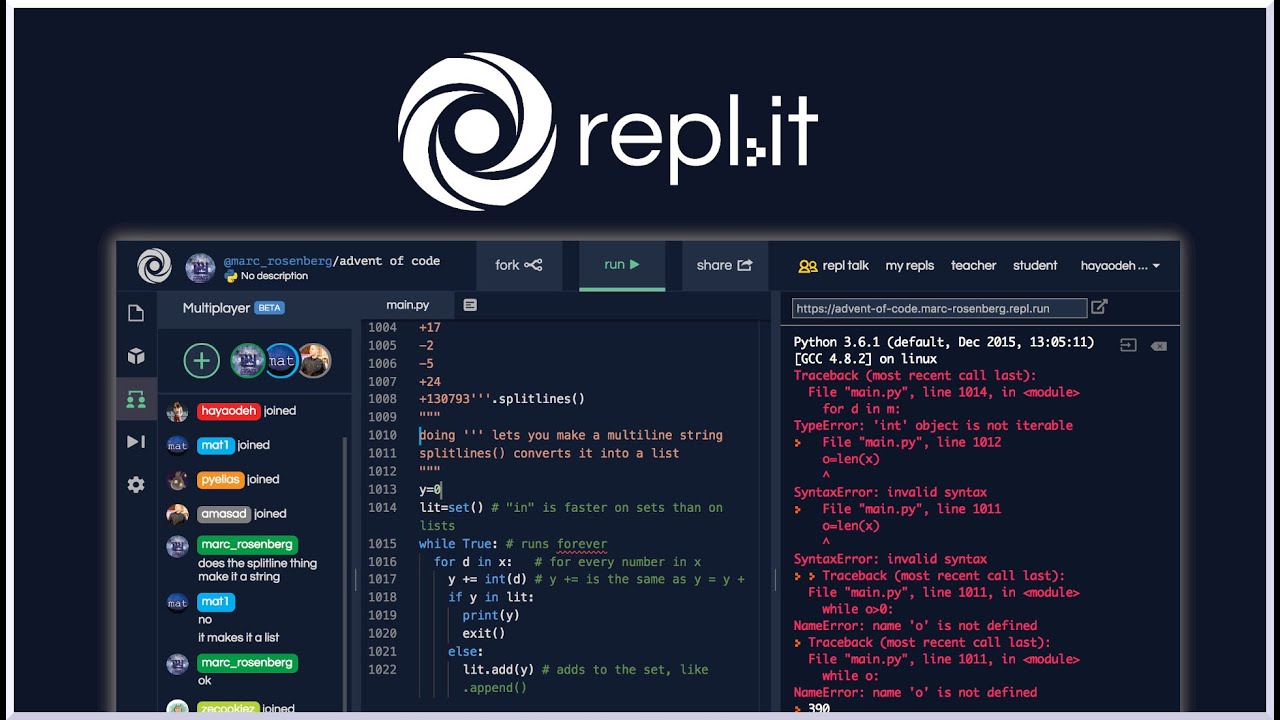 repl.it
@marc_rosenberg/advent of code
No description
fork
run
share
repl talk
my repls
teacher
student
hayaodeh ...
Multiplayer BETA
mat
hayaodeh joined
mat1 joined
pyelias joined
amasad joined
marc_rosenberg
does the splitline thing
make it a string
mat1
no
it makes it a list
marc_rosenberg
ok
zecookiez joined
main.py
1004 +17
1005 −2
1006 −5
1007 +24
1008 +130793'''.splitlines()
1009 """
1010 doing ''' lets you make a multiline string
1011 splitlines() converts it into a list
1012 """
1013 y=0
1014 lit=set() # "in" is faster on sets than on
lists
1015 while True: # runs forever
1016 for d in x: # for every number in x
1017 y += int(d) # y += is the same as y = y +
1018 if y in lit:
1019 print(y)
1020 exit()
1021 else:
1022 lit.add(y) # adds to the set, like
.append()
https://advent-of-code.marc-rosenberg.repl.run
Python 3.6.1 (default, Dec 2015, 13:05:11)
[GCC 4.8.2] on linux
Traceback (most recent call last):
File "main.py", line 1014, in <module>
for d in m:
TypeError: 'int' object is not iterable
File "main.py", line 1012
o=len(x)
^
SyntaxError: invalid syntax
File "main.py", line 1011
o=len(x)
^
SyntaxError: invalid syntax
Traceback (most recent call last):
File "main.py", line 1011, in <module>
while o>0:
NameError: name 'o' is not defined
Traceback (most recent call last):
File "main.py", line 1011, in <module>
while o:
NameError: name 'o' is not defined
390